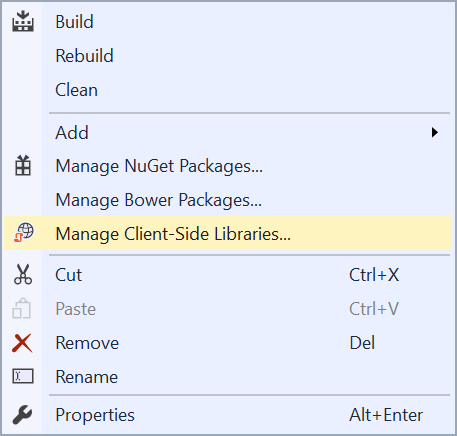 Build
Rebuild
Clean
Add
Manage NuGet Packages...
Manage Bower Packages...
Manage Client-Side Libraries...
Cut Ctrl+X
Paste Ctrl+V
Remove Del
Rename
Properties Alt+Enter